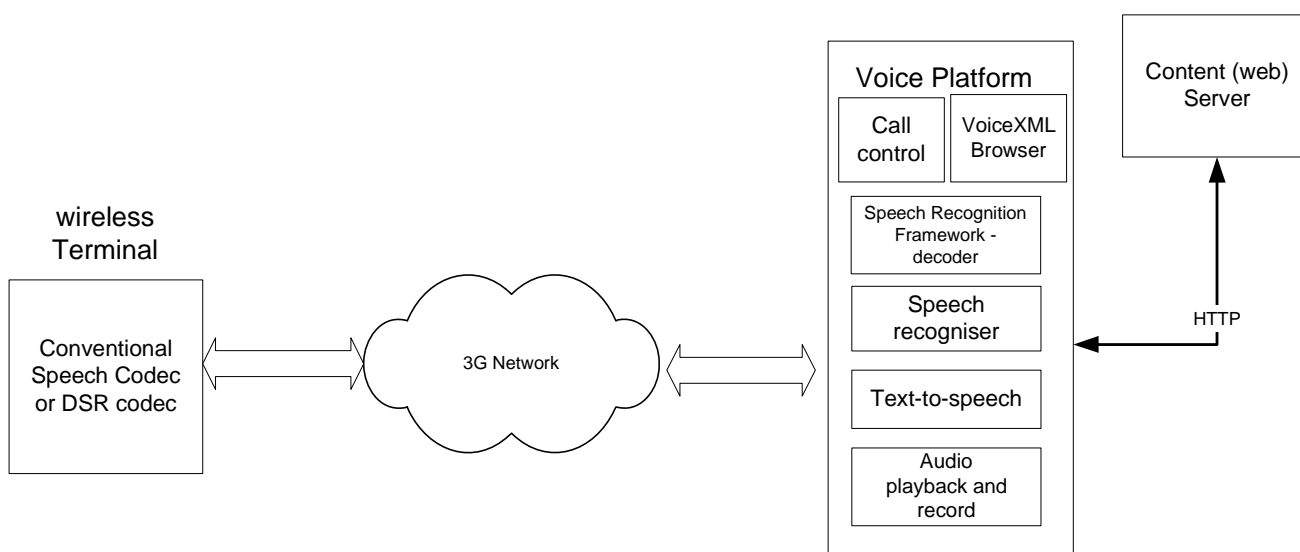 wireless
Terminal
Conventional
Speech Codec
or DSR codec
3G Network
Voice Platform
Call
control
VoiceXML
Browser
Speech Recognition
Framework -
decoder
Speech
recogniser
Text-to-speech
Audio
playback and
record
Content (web)
Server
HTTP